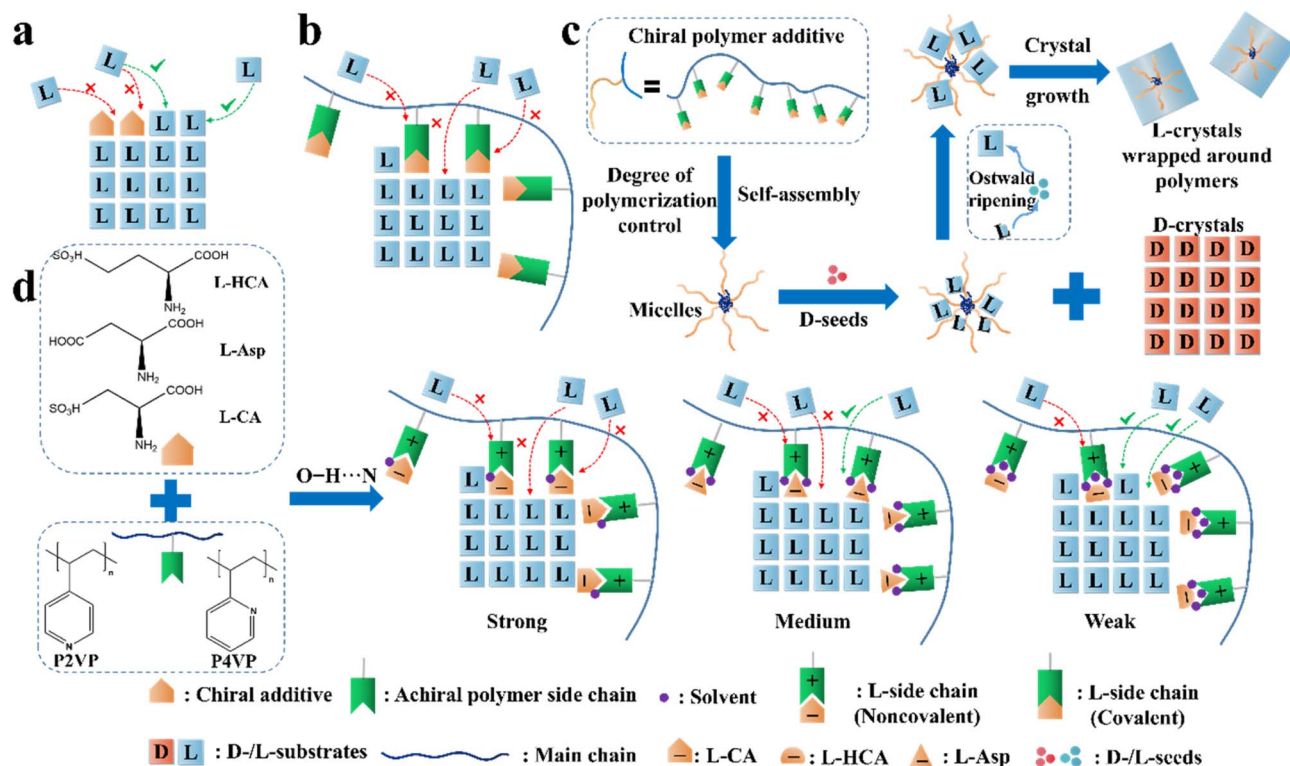 a
L
L
L
L L
L L L L
L L L L
L L L L
b
L
L
L
L
L L L L
L L L L
L L L L
c
Chiral polymer additive
=
Degree of
polymerization
control
Self-assembly
Micelles
D-seeds
L
L
L
L
L
L
L
L
L
L
Ostwald
ripening
L
L
Crystal
growth
L-crystals
wrapped around
polymers
D-crystals
D D D D
D D D D
D D D D
D D D D
d
SO₃H
COOH
NH₂
L-HCA
HOOC
COOH
NH₂
L-Asp
SO₃H
COOH
NH₂
L-CA
n
N
P2VP
n
N
P4VP
O–H···N
L
L
L
+
–
+
–
+
–
L
L L L L
L L L L
L L L L
–
+
–
+
Strong
L
L
L
+
–
+
–
+
–
L
L L L L
L L L L
L L L L
–
+
–
+
Medium
L
L
L
+
–
+
–
+
–
L
L
L L L L
L L L L
L L L L
–
+
–
+
Weak
: Chiral additive
: Achiral polymer side chain
: Solvent
+
–
: L-side chain
(Noncovalent)
: L-side chain
(Covalent)
D L : D-/L-substrates
: Main chain
– : L-CA
– : L-HCA
– : L-Asp
: D-/L-seeds